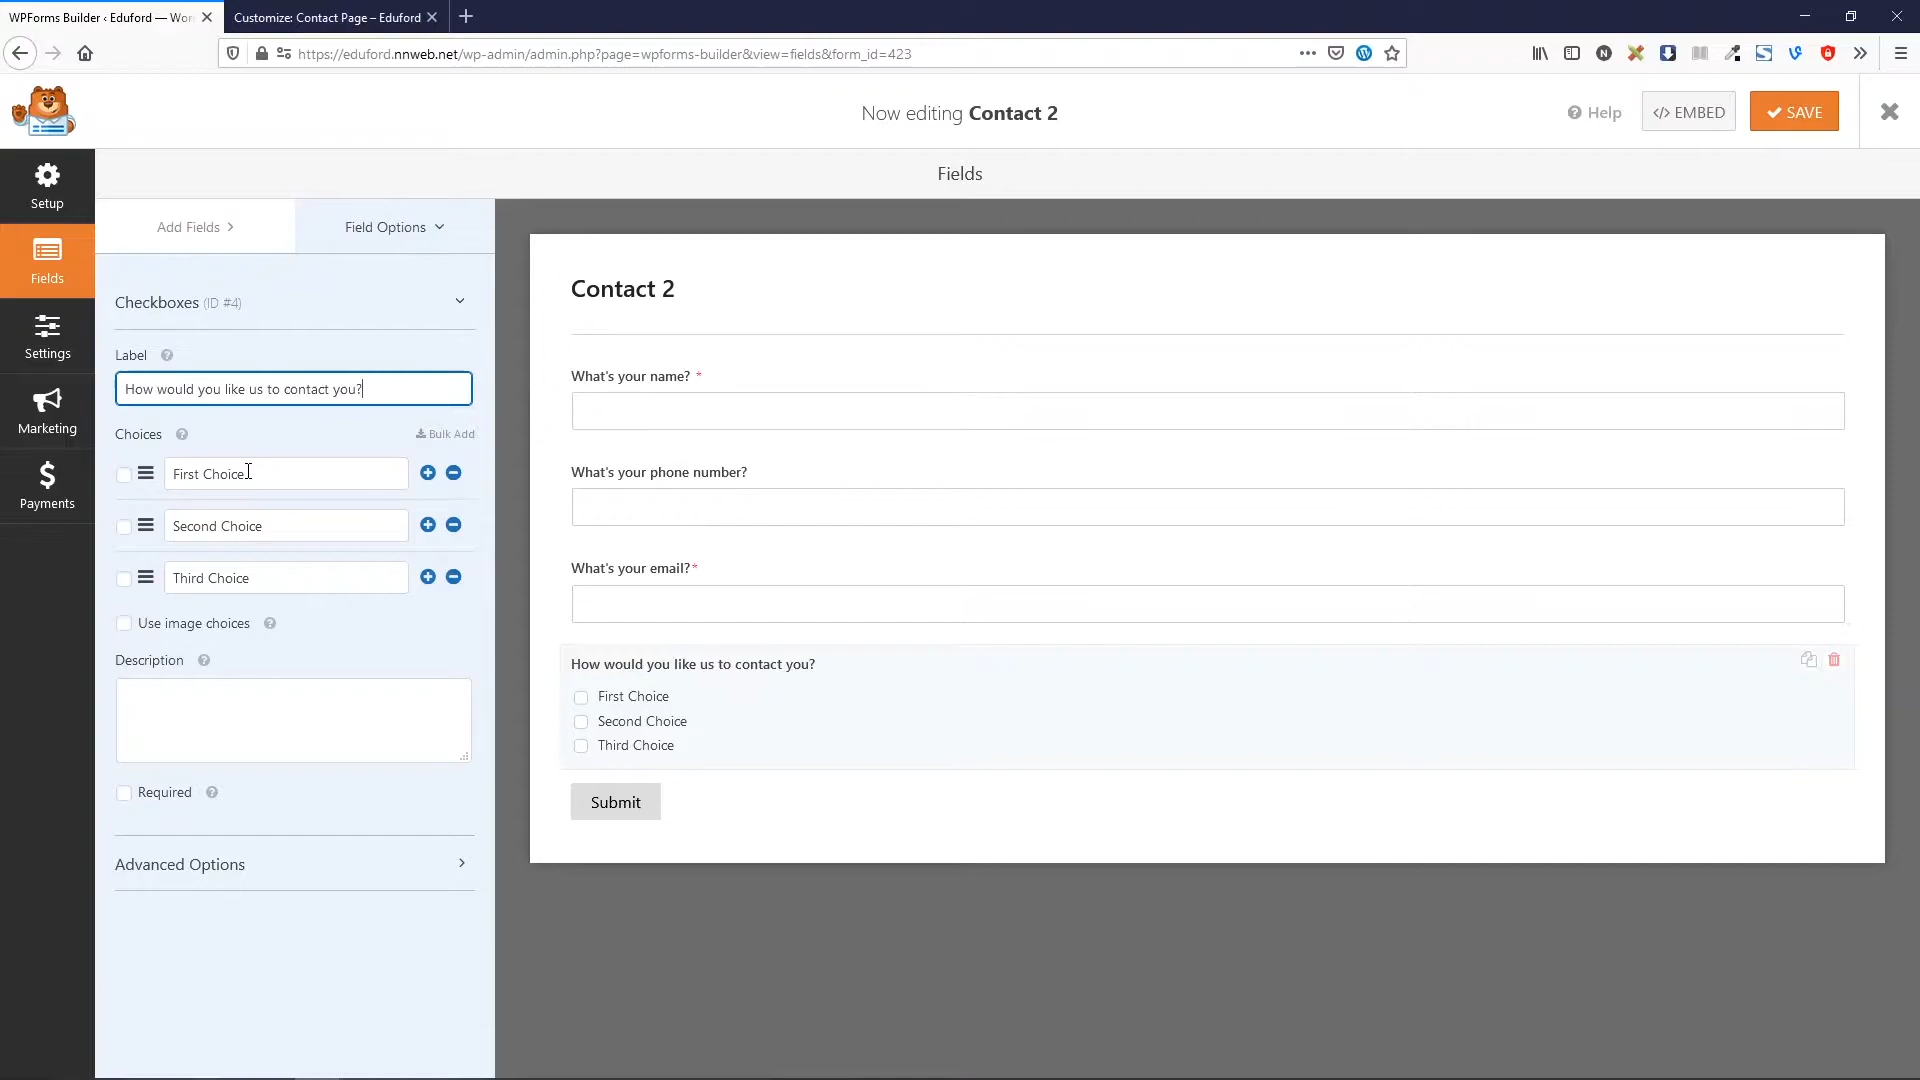 WPForms Builder ‹ Eduford — Wor
Customize: Contact Page – Eduford
https://eduford.nnweb.net/wp-admin/admin.php?page=wpforms-builder&view=fields&form_id=423
Now editing Contact 2
Help
</> EMBED
SAVE
Setup
Fields
Settings
Marketing
Payments
Fields
Add Fields
Field Options
Checkboxes (ID #4)
Label
How would you like us to contact you?
Choices
Bulk Add
First Choice
Second Choice
Third Choice
Use image choices
Description
Required
Advanced Options
Contact 2
What's your name? *
What's your phone number?
What's your email?*
How would you like us to contact you?
First Choice
Second Choice
Third Choice
Submit